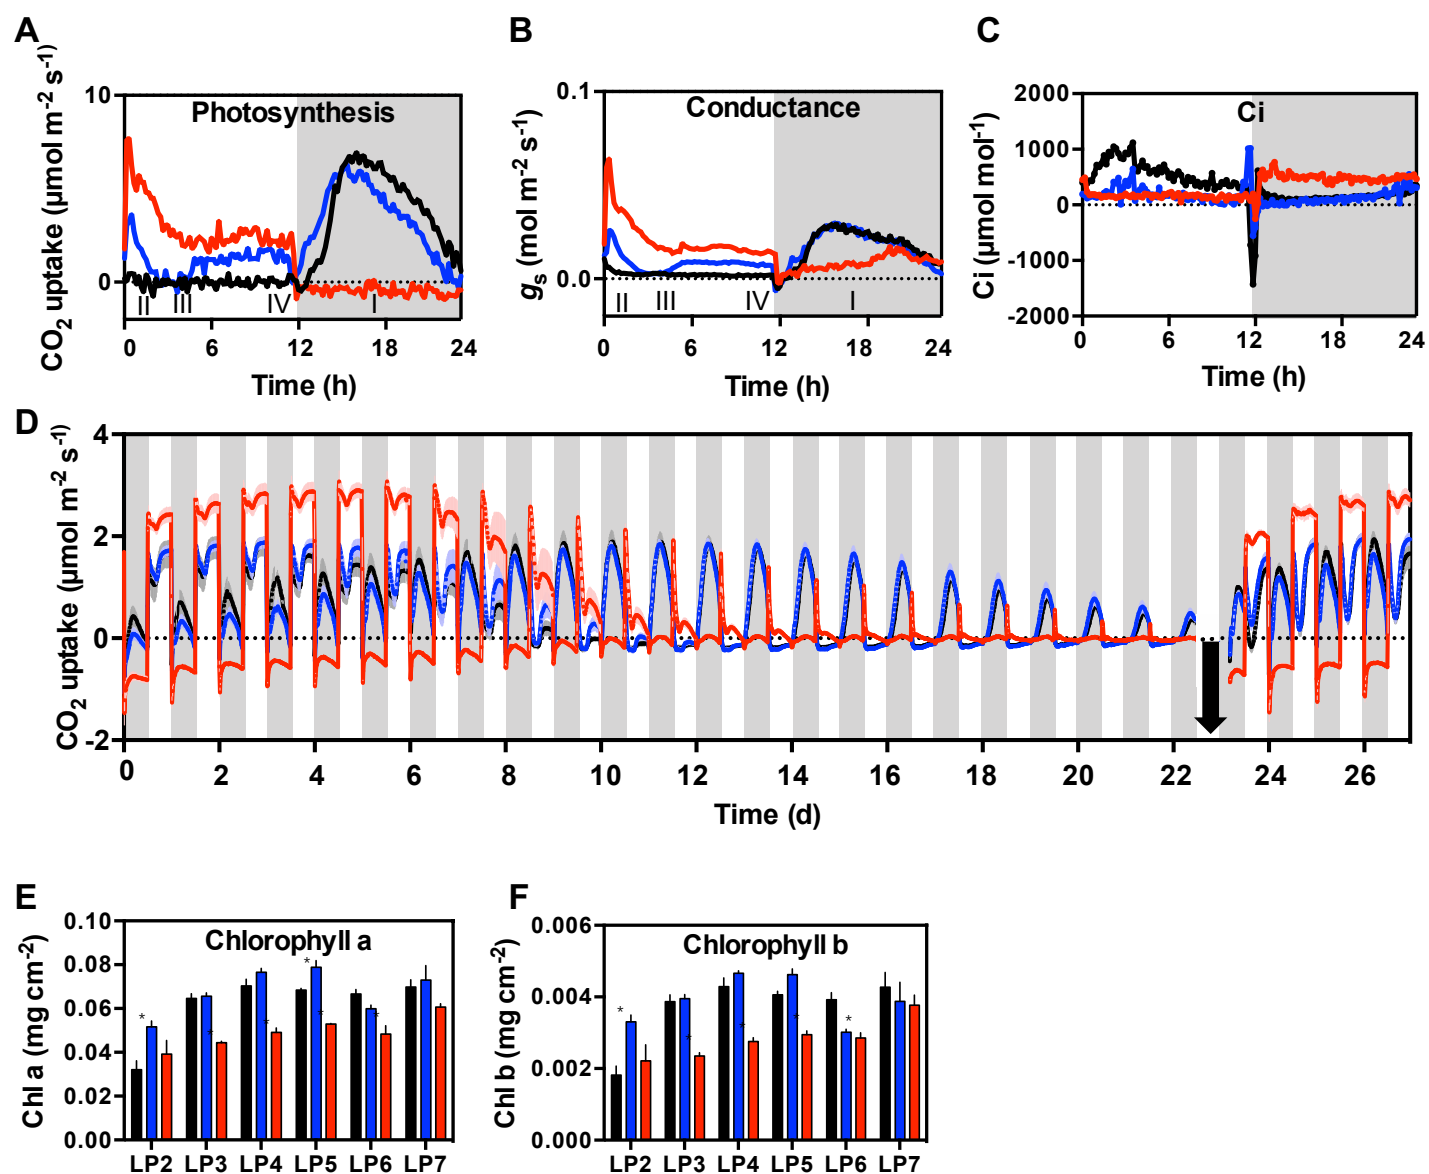 A
B
C
CO2 uptake (µmol m-2 s-1)
10
0
Photosynthesis
II
III
IV
I
0
6
12
18
24
Time (h)
gs (mol m-2 s-1)
0.1
0.0
Conductance
II
III
IV
I
0
6
12
18
24
Time (h)
Ci (µmol mol-1)
2000
1000
0
-1000
-2000
Ci
0
6
12
18
24
Time (h)
D
CO2 uptake (µmol m-2 s-1)
4
2
0
-2
0
2
4
6
8
10
12
14
16
18
20
22
24
26
Time (d)
E
Chl a (mg cm-2)
0.10
0.08
0.06
0.04
0.02
0.00
Chlorophyll a
*
*
*
*
*
*
LP2
LP3
LP4
LP5
LP6
LP7
F
Chl b (mg cm-2)
0.006
0.004
0.002
0.000
Chlorophyll b
*
*
*
*
*
LP2
LP3
LP4
LP5
LP6
LP7